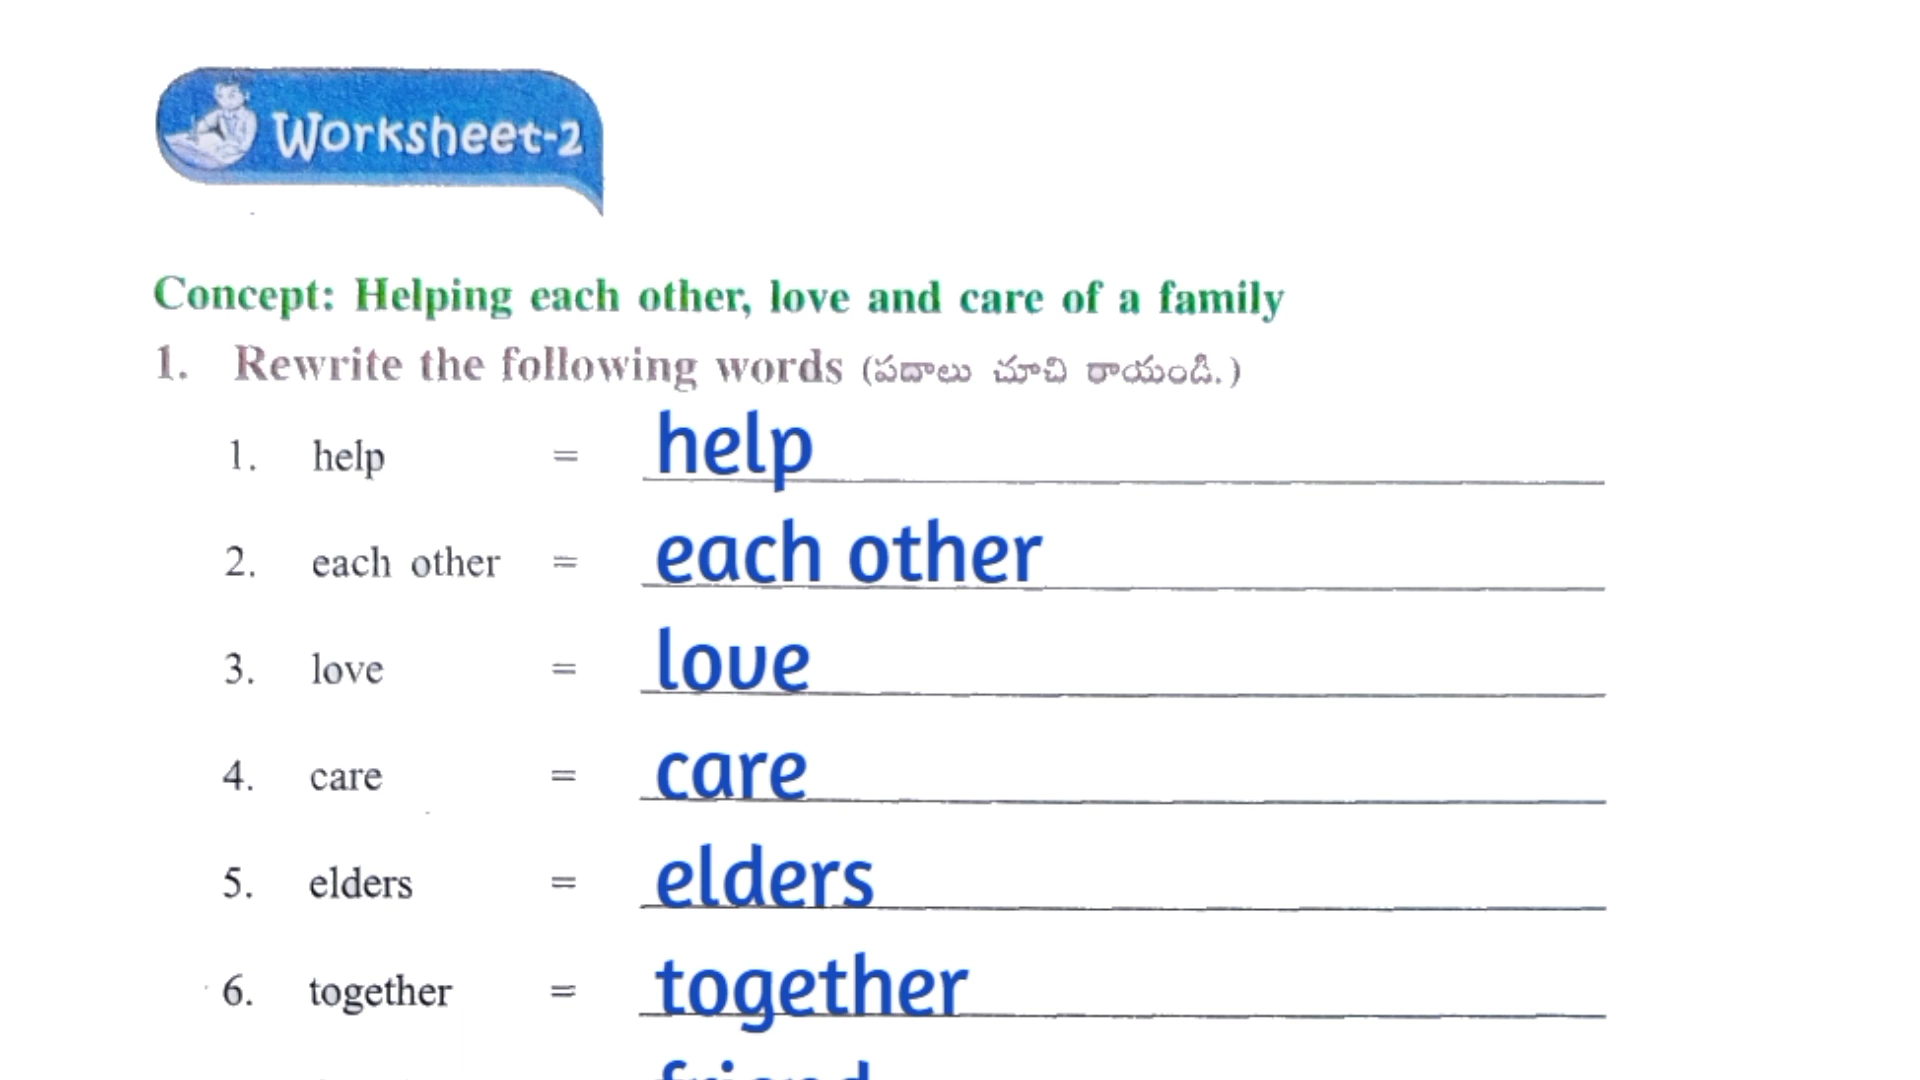 Worksheet-2
Concept: Helping each other, love and care of a family
1. Rewrite the following words (పదాలు చూచి రాయండి.)
1. help = help
2. each other = each other
3. love = love
4. care = care
5. elders = elders
6. together = together
friend